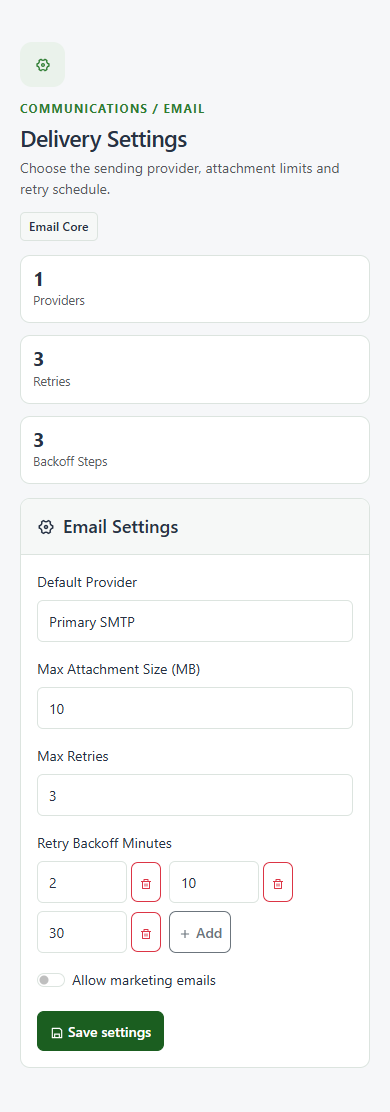 COMMUNICATIONS / EMAIL
Delivery Settings
Choose the sending provider, attachment limits and
retry schedule.
Email Core
1
Providers
3
Retries
3
Backoff Steps
Email Settings
Default Provider
Primary SMTP
Max Attachment Size (MB)
10
Max Retries
3
Retry Backoff Minutes
2 10
30 + Add
Allow marketing emails
Save settings